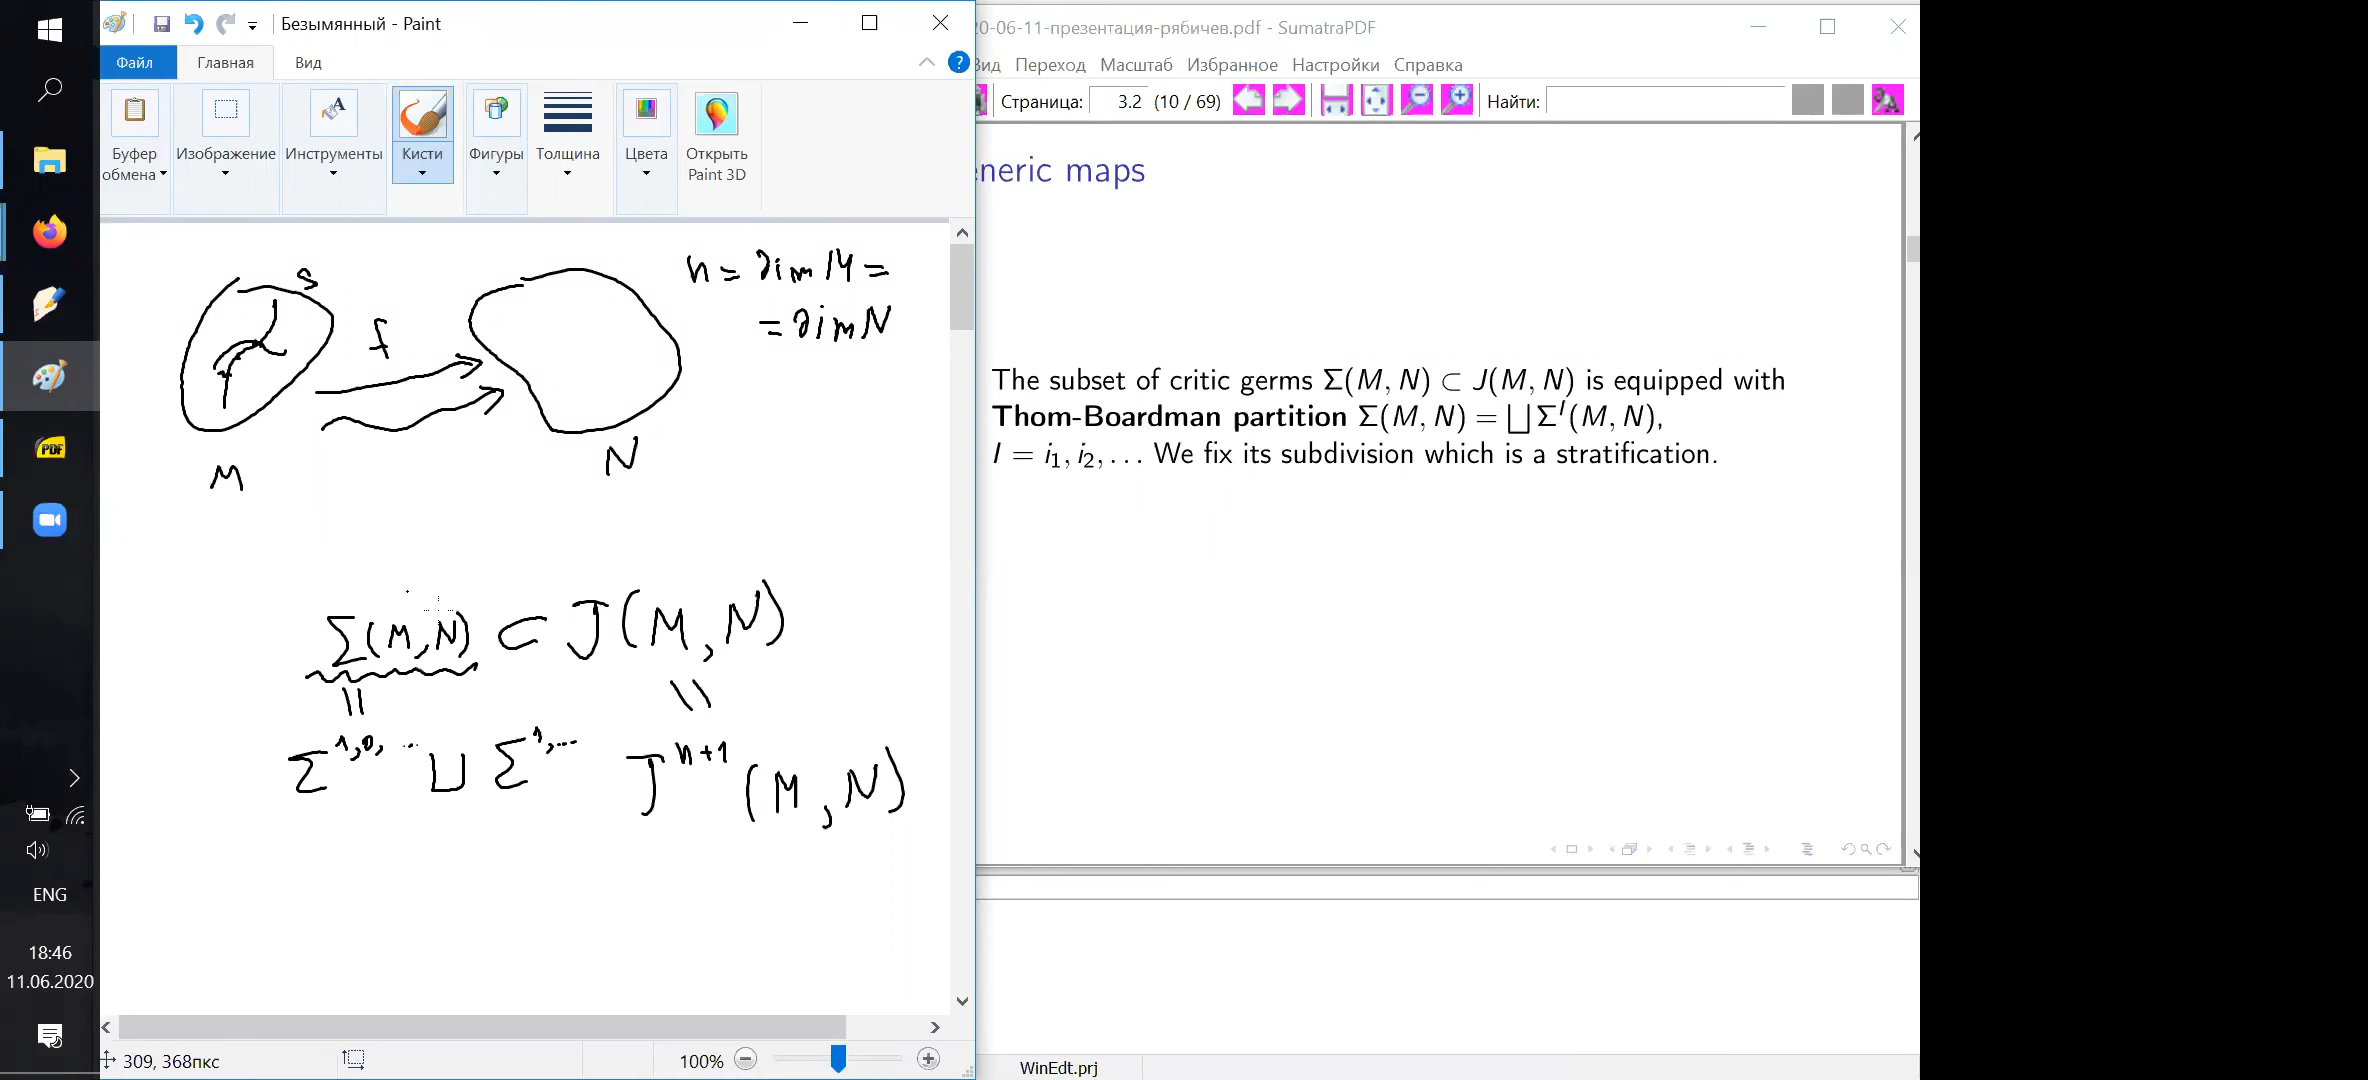 Безымянный - Paint
Файл Главная Вид
Буфер обмена
Изображение
Инструменты
Кисти
Фигуры
Толщина
Цвета
Открыть Paint 3D
S
f
M
N
n = dim M =
= dim N
Σ(M,N) ⊂ J(M,N)
Σ^{1,0,...} ⊔ Σ^{1,...} J^{n+1}(M,N)
309, 368пкс
100%
ENG
18:46
11.06.2020
0-06-11-презентация-рябичев.pdf - SumatraPDF
Вид Переход Масштаб Избранное Настройки Справка
Страница: 3.2 (10 / 69) Найти:
neric maps
The subset of critic germs Σ(M, N) ⊂ J(M, N) is equipped with
Thom-Boardman partition Σ(M, N) = ⨆ Σ^I(M, N),
I = i₁, i₂, . . . We fix its subdivision which is a stratification.
WinEdt.prj